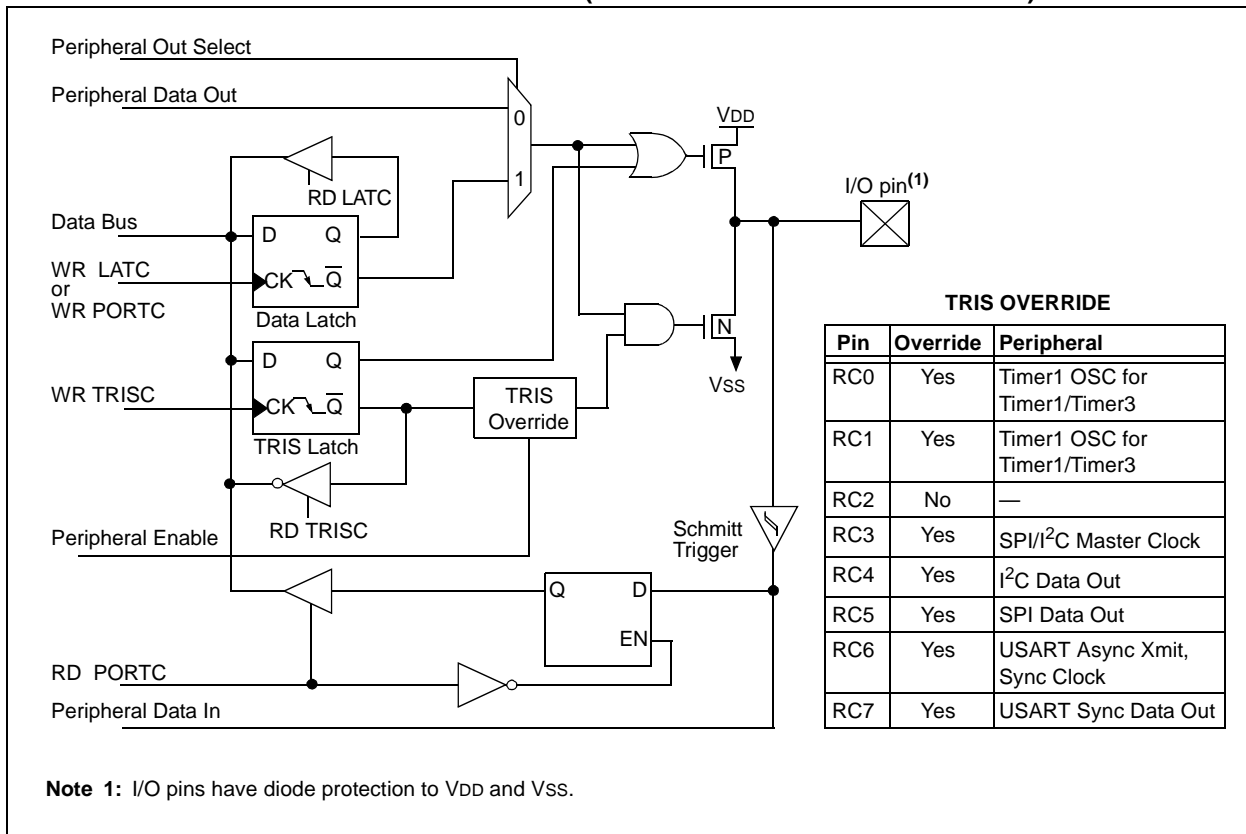 Peripheral Out Select
Peripheral Data Out
0
1
VDD
P
I/O pin(1)
RD LATC
Data Bus
D Q
WR LATC
or
WR PORTC
CK Q
Data Latch
N
VSS
D Q
WR TRISC
CK Q
TRIS Latch
TRIS
Override
RD TRISC
Peripheral Enable
Schmitt
Trigger
Q D
EN
RD PORTC
Peripheral Data In
TRIS OVERRIDE
Pin Override Peripheral
RC0 Yes Timer1 OSC for
Timer1/Timer3
RC1 Yes Timer1 OSC for
Timer1/Timer3
RC2 No —
RC3 Yes SPI/I2C Master Clock
RC4 Yes I2C Data Out
RC5 Yes SPI Data Out
RC6 Yes USART Async Xmit,
Sync Clock
RC7 Yes USART Sync Data Out
Note 1: I/O pins have diode protection to VDD and VSS.